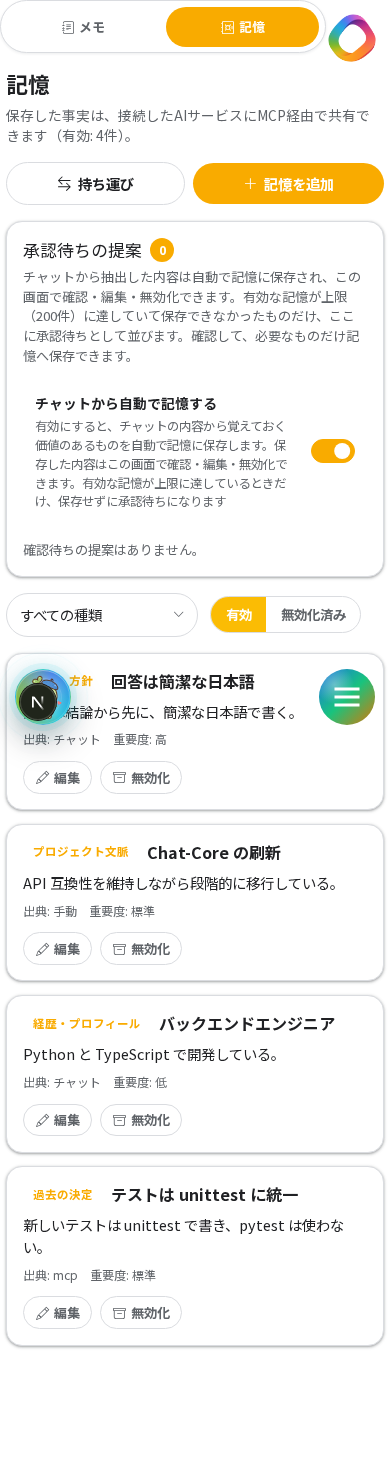 メモ
記憶
記憶
保存した事実は、接続したAIサービスにMCP経由で共有で
きます（有効: 4件）。
持ち運び
記憶を追加
承認待ちの提案 0
チャットから抽出した内容は自動で記憶に保存され、この
画面で確認・編集・無効化できます。有効な記憶が上限
（200件）に達していて保存できなかったものだけ、ここ
に承認待ちとして並びます。確認して、必要なものだけ記
憶へ保存できます。
チャットから自動で記憶する
有効にすると、チャットの内容から覚えておく
価値のあるものを自動で記憶に保存します。保
存した内容はこの画面で確認・編集・無効化で
きます。有効な記憶が上限に達しているときだ
け、保存せずに承認待ちになります
確認待ちの提案はありません。
すべての種類
有効
無効化済み
方針 回答は簡潔な日本語
結論から先に、簡潔な日本語で書く。
N
出典: チャット 重要度: 高
編集
無効化
プロジェクト文脈 Chat-Core の刷新
API 互換性を維持しながら段階的に移行している。
出典: 手動 重要度: 標準
編集
無効化
経歴・プロフィール バックエンドエンジニア
Python と TypeScript で開発している。
出典: チャット 重要度: 低
編集
無効化
過去の決定 テストは unittest に統一
新しいテストは unittest で書き、pytest は使わな
い。
出典: mcp 重要度: 標準
編集
無効化